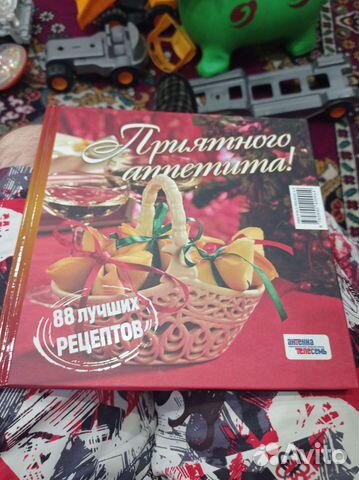 Приятного
аппетита!
88 ЛУЧШИХ
РЕЦЕПТОВ
антенна
Телесемь
Avito